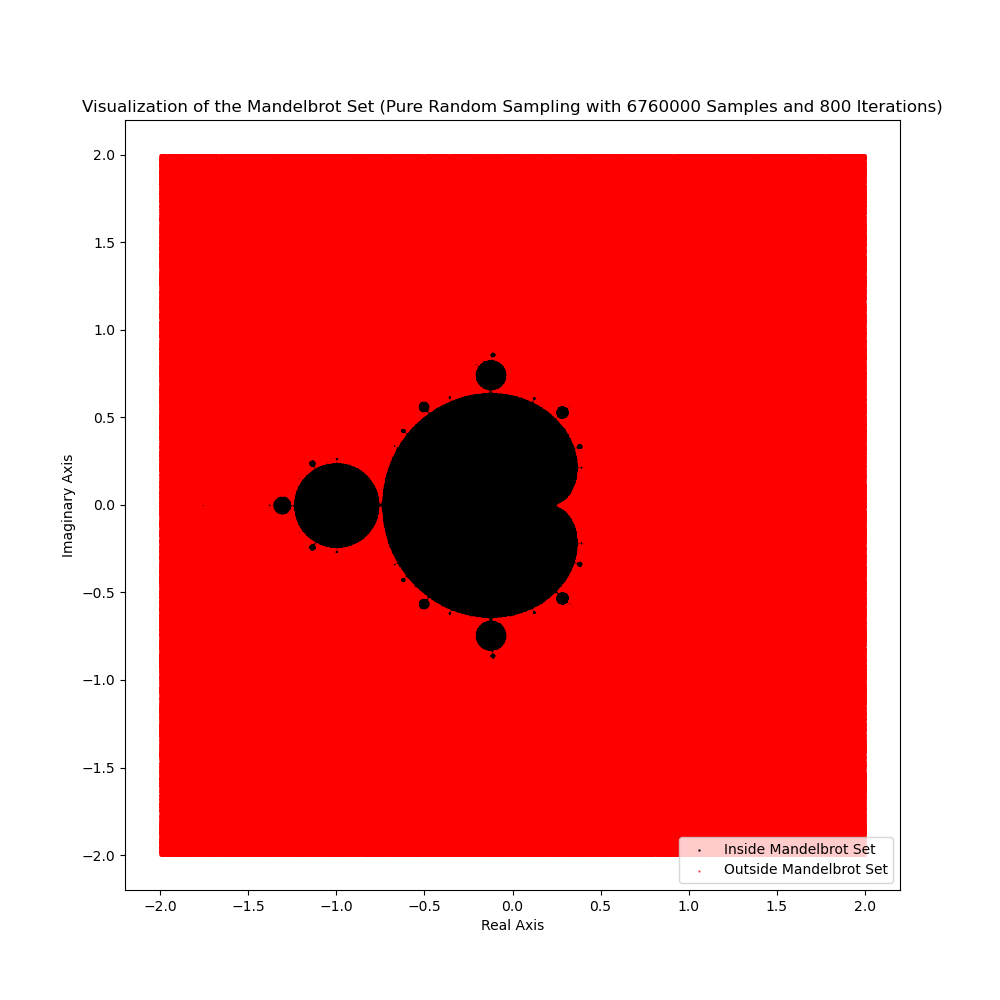 Visualization of the Mandelbrot Set (Pure Random Sampling with 6760000 Samples and 800 Iterations)
2.0
1.5
1.0
0.5
0.0
−0.5
−1.0
−1.5
−2.0
Imaginary Axis
Inside Mandelbrot Set
Outside Mandelbrot Set
−2.0 −1.5 −1.0 −0.5 0.0 0.5 1.0 1.5 2.0
Real Axis